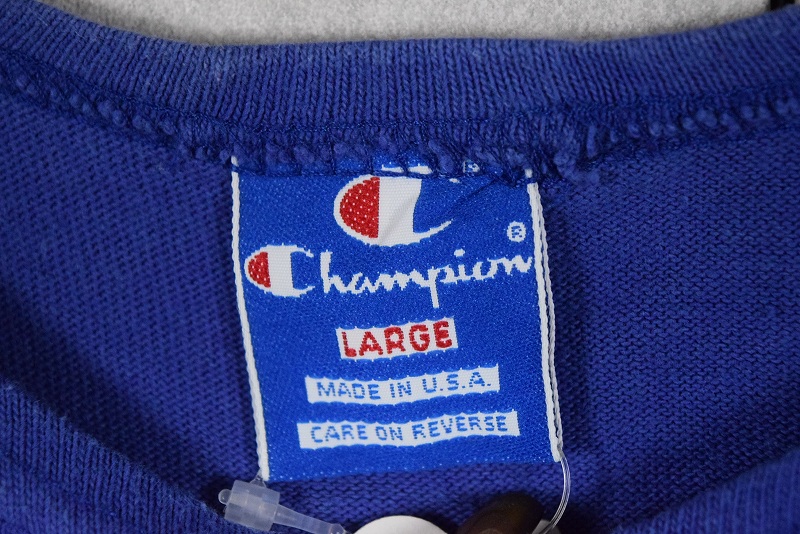 ®
Champion
LARGE
MADE IN U.S.A.
CARE ON REVERSE